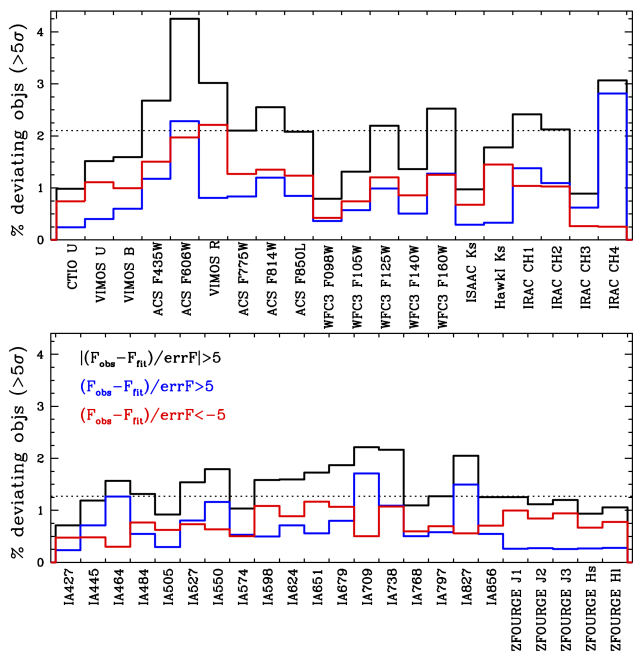 % deviating objs (>5σ)
4
3
2
1
0
CTIO U
VIMOS U
VIMOS B
ACS F435W
ACS F606W
VIMOS R
ACS F775W
ACS F814W
ACS F850L
WFC3 F098W
WFC3 F105W
WFC3 F125W
WFC3 F140W
WFC3 F160W
ISAAC Ks
HawkI Ks
IRAC CH1
IRAC CH2
IRAC CH3
IRAC CH4
% deviating objs (>5σ)
4
3
2
1
0
|(Fobs−Ffit)/errF|>5
(Fobs−Ffit)/errF>5
(Fobs−Ffit)/errF<−5
IA427
IA445
IA464
IA484
IA505
IA527
IA550
IA574
IA598
IA624
IA651
IA679
IA709
IA738
IA768
IA797
IA827
IA856
ZFOURGE J1
ZFOURGE J2
ZFOURGE J3
ZFOURGE Hs
ZFOURGE Hl